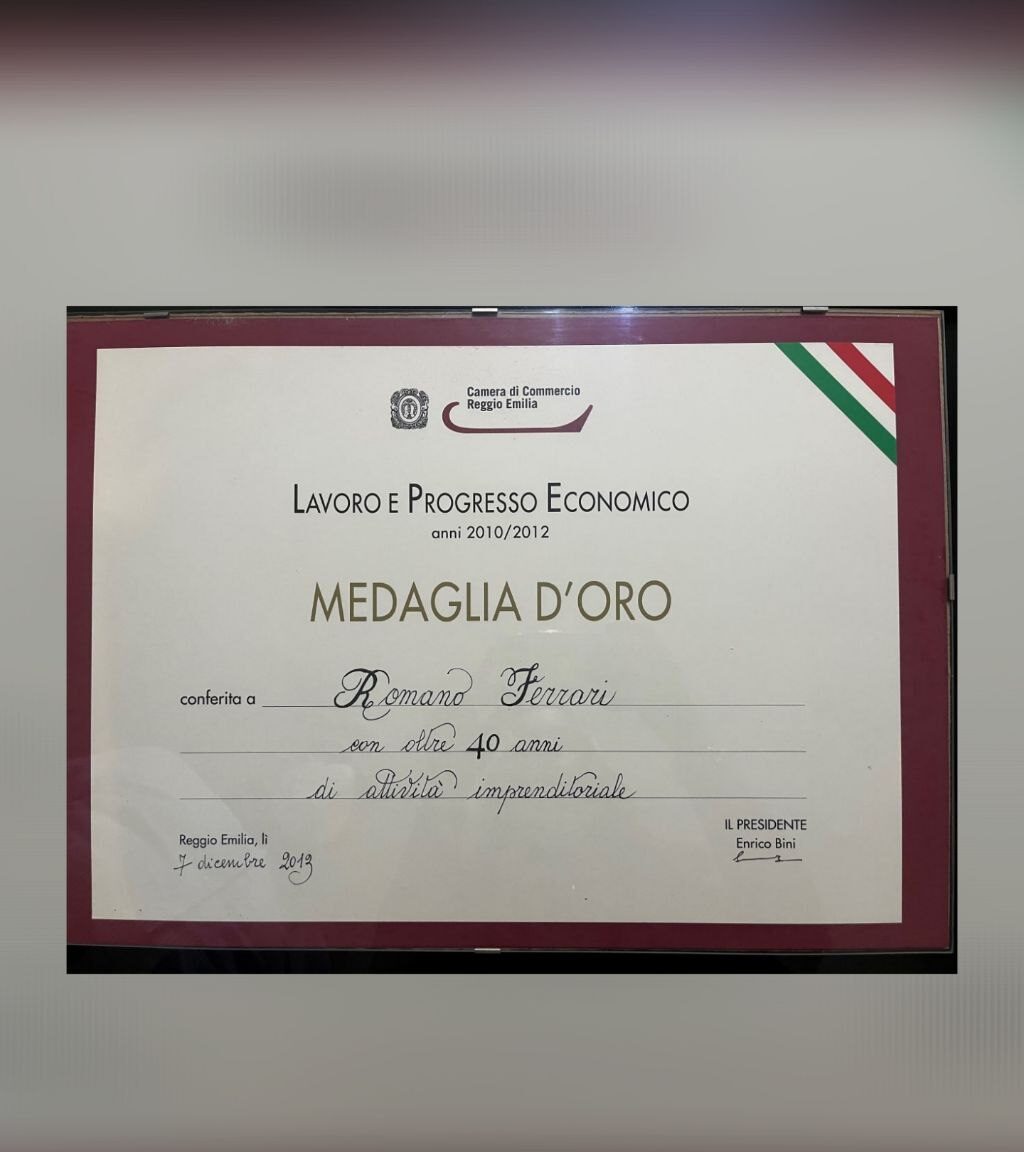 Camera di Commercio
Reggio Emilia
LAVORO E PROGRESSO ECONOMICO
anni 2010/2012
MEDAGLIA D'ORO
conferita a Romano Ferrari
con oltre 40 anni
di attività imprenditoriale
Reggio Emilia, lì
7 dicembre 2013
IL PRESIDENTE
Enrico Bini